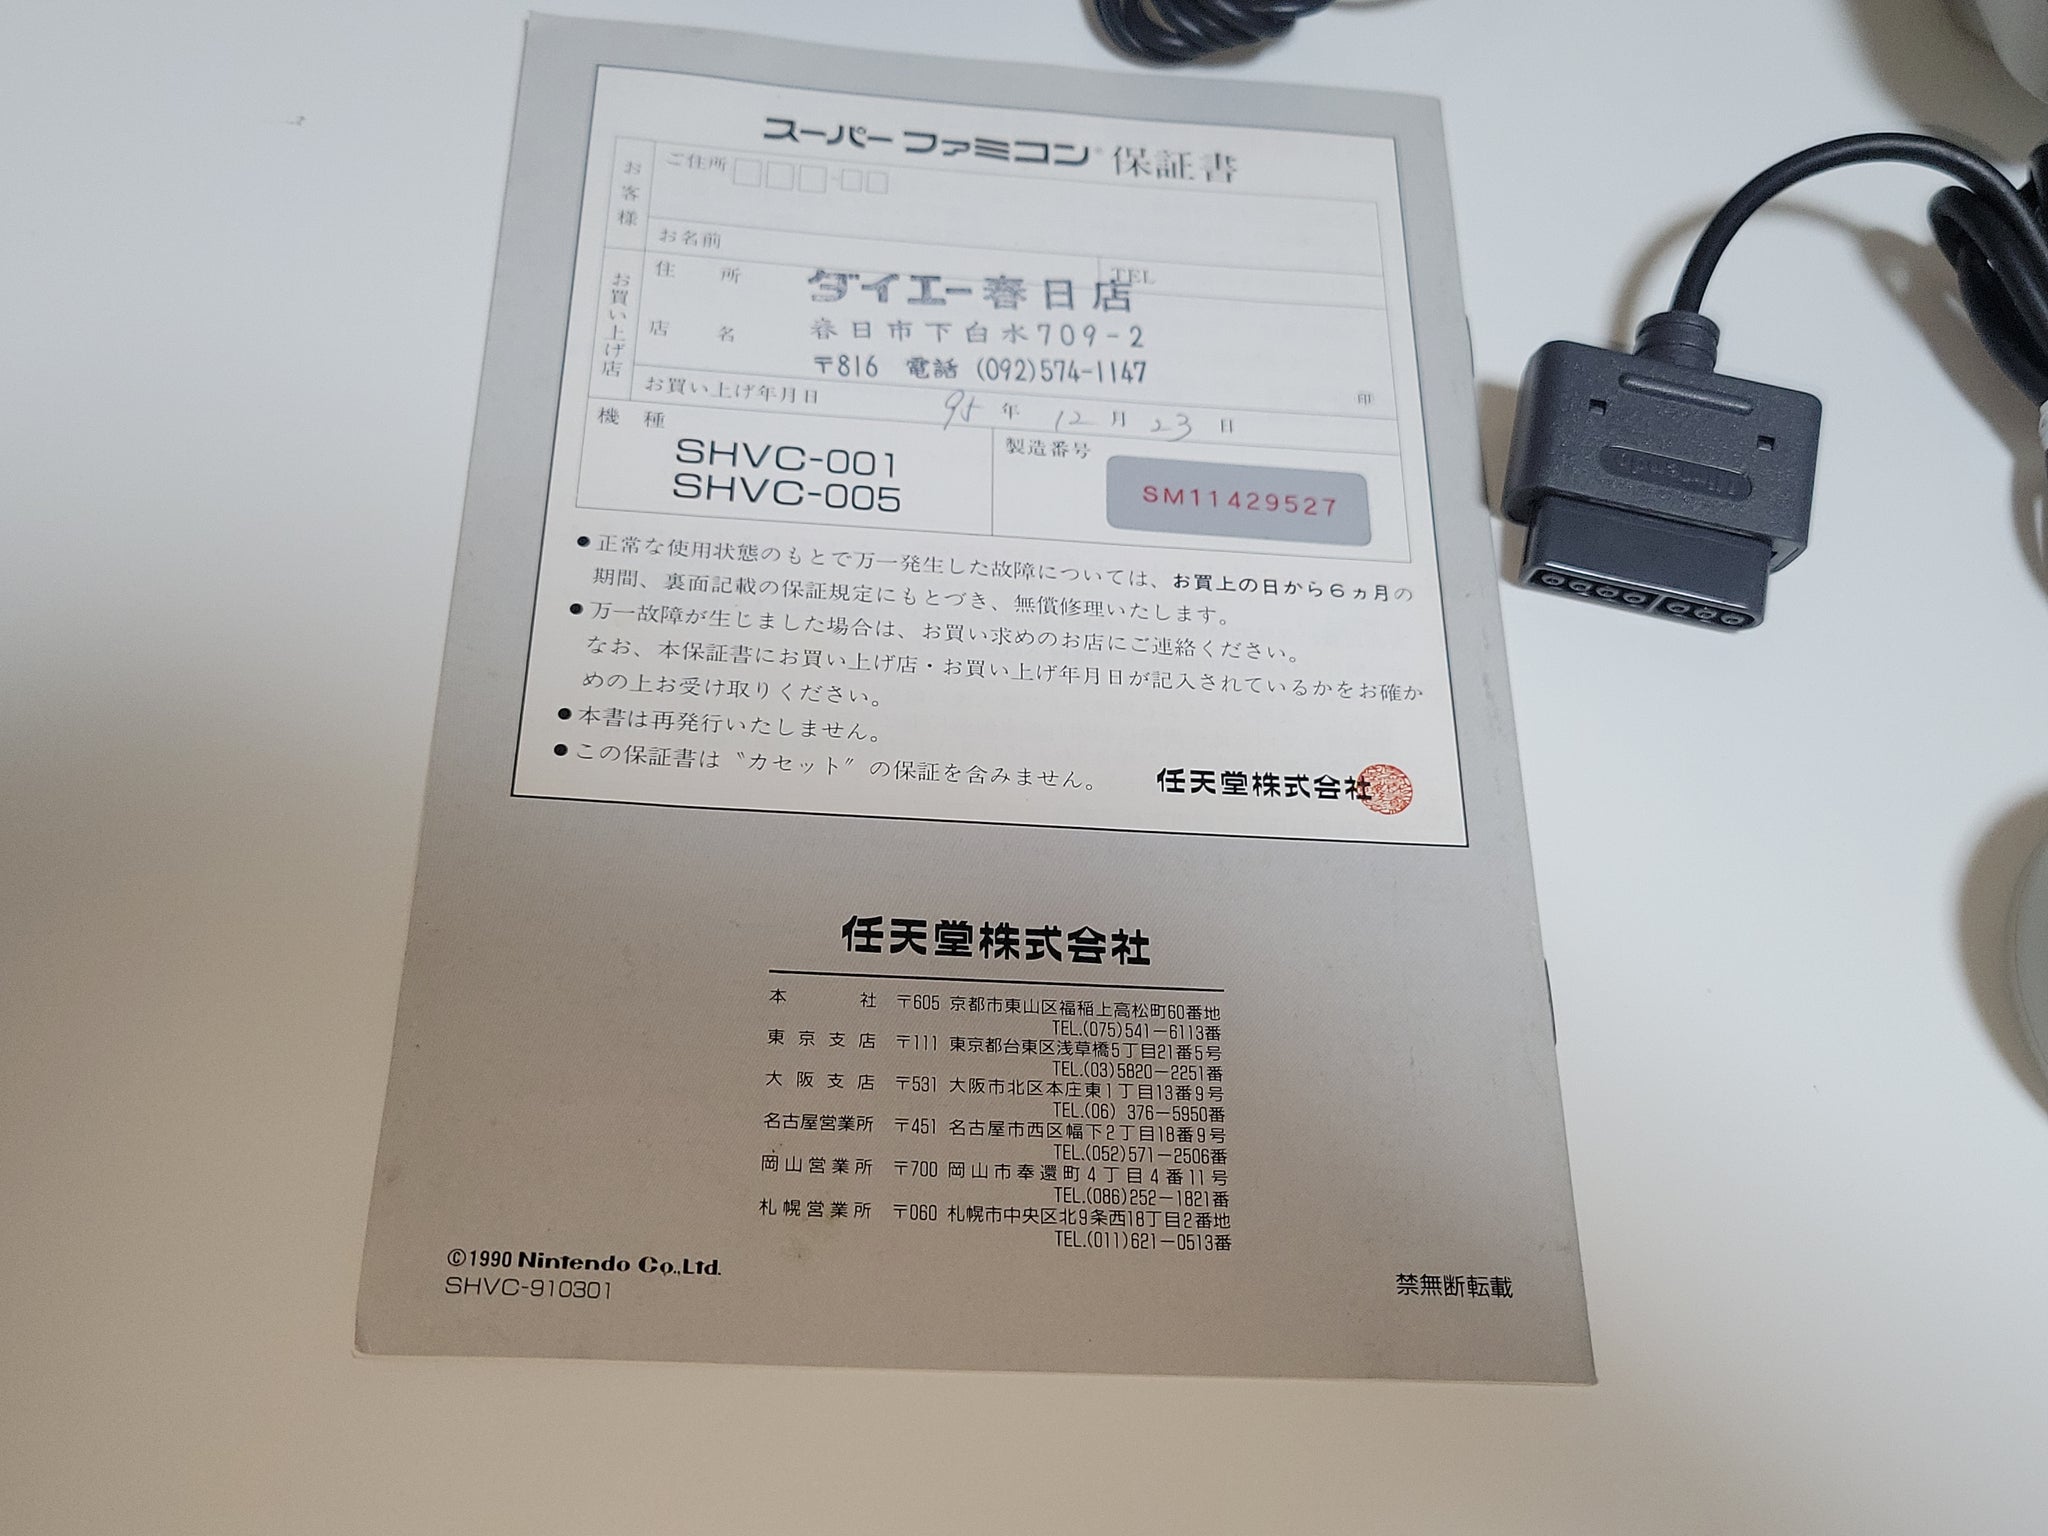 スーパーファミコン® 保証書
お客様
ご住所
お名前
TEL
お買い上げ店
住所
ダイエー春日店
店名
春日市下白水709-2
〒816 電話 (092)574-1147
印
お買い上げ年月日 95年 12月 23日
機種
SHVC-001
SHVC-005
製造番号
SM11429527
●正常な使用状態のもとで万一発生した故障については、お買上の日から6ヵ月の
期間、裏面記載の保証規定にもとづき、無償修理いたします。
●万一故障が生じました場合は、お買い求めのお店にご連絡ください。
なお、本保証書にお買い上げ店・お買い上げ年月日が記入されているかをお確か
めの上お受け取りください。
●本書は再発行いたしません。
●この保証書は〝カセット〞の保証を含みません。
任天堂株式会社
任天堂株式会社
本社 〒605 京都市東山区福稲上高松町60番地
TEL.(075)541-6113番
東京支店 〒111 東京都台東区浅草橋5丁目21番5号
TEL.(03)5820-2251番
大阪支店 〒531 大阪市北区本庄東1丁目13番9号
TEL.(06) 376-5950番
名古屋営業所 〒451 名古屋市西区幅下2丁目18番9号
TEL.(052)571-2506番
岡山営業所 〒700 岡山市奉還町4丁目4番11号
TEL.(086)252-1821番
札幌営業所 〒060 札幌市中央区北9条西18丁目2番地
TEL.(011)621-0513番
©1990 Nintendo Co.,Ltd.
SHVC-910301
禁無断転載
Nintendo